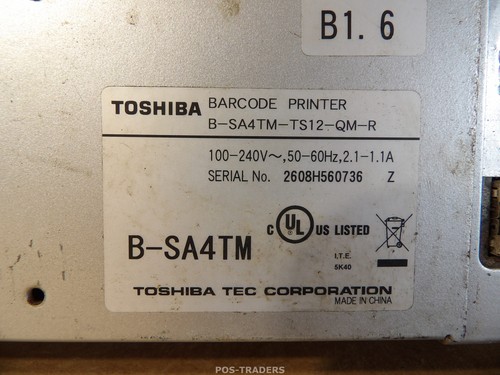 B1.6
TOSHIBA BARCODE PRINTER
B-SA4TM-TS12-QM-R
100-240V～,50-60Hz,2.1-1.1A
SERIAL No. 2608H560736 Z
C UL US LISTED
B-SA4TM
I.T.E.
5K40
TOSHIBA TEC CORPORATION
MADE IN CHINA
POS-TRADERS